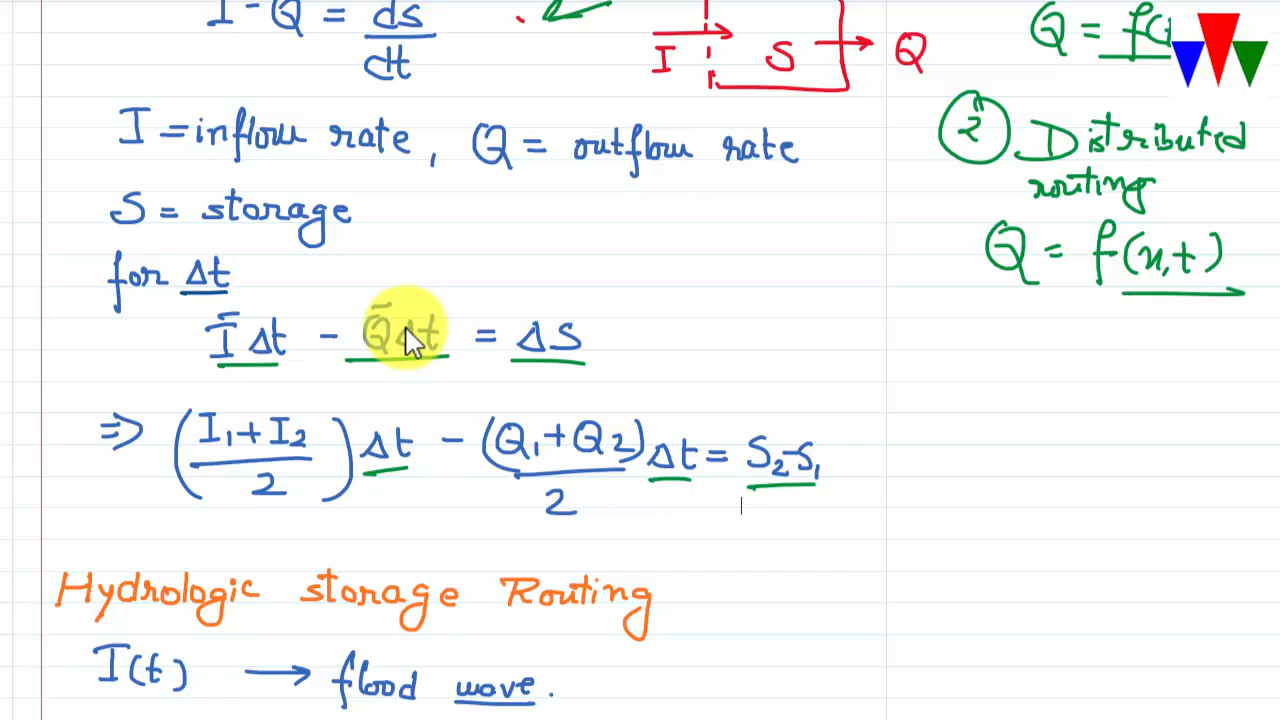 I - Q = ds/dt
I S Q
I = inflow rate, Q = outflow rate
S = storage
for Δt
ĪΔt - Q̄Δt = ΔS
⇒ (I₁+I₂/2) Δt - (Q₁+Q₂)/2 Δt = S₂-S₁
Hydrologic storage Routing
I(t) → flood wave.
Q = f(t
2 Distributed
routing
Q = f(x,t)